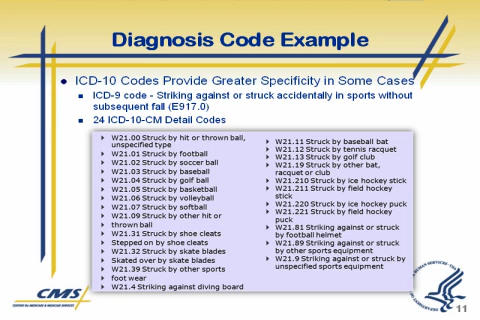 Diagnosis Code Example
ICD-10 Codes Provide Greater Specificity in Some Cases
ICD-9 code - Striking against or struck accidentally in sports without
subsequent fall (E917.0)
24 ICD-10-CM Detail Codes
W21.00 Struck by hit or thrown ball,
unspecified type
W21.01 Struck by football
W21.02 Struck by soccer ball
W21.03 Struck by baseball
W21.04 Struck by golf ball
W21.05 Struck by basketball
W21.06 Struck by volleyball
W21.07 Struck by softball
W21.09 Struck by other hit or
thrown ball
W21.31 Struck by shoe cleats
Stepped on by shoe cleats
W21.32 Struck by skate blades
Skated over by skate blades
W21.39 Struck by other sports
foot wear
W21.4 Striking against diving board
W21.11 Struck by baseball bat
W21.12 Struck by tennis racquet
W21.13 Struck by golf club
W21.19 Struck by other bat,
racquet or club
W21.210 Struck by ice hockey stick
W21.211 Struck by field hockey
stick
W21.220 Struck by ice hockey puck
W21.221 Struck by field hockey
puck
W21.81 Striking against or struck
by football helmet
W21.89 Striking against or struck
by other sports equipment
W21.9 Striking against or struck by
unspecified sports equipment
CMS
CENTERS for MEDICARE & MEDICAID SERVICES
11